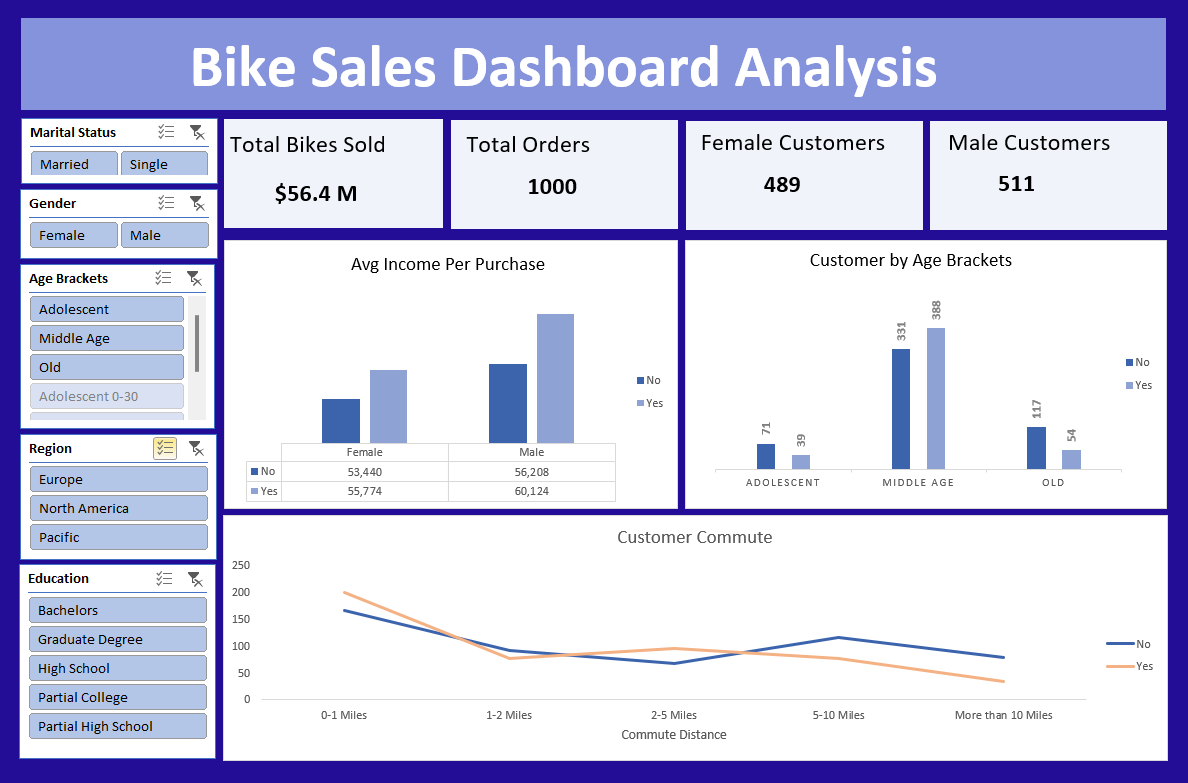 Bike Sales Dashboard Analysis
Marital Status
Married Single
Gender
Female Male
Age Brackets
Adolescent
Middle Age
Old
Adolescent 0-30
Region
Europe
North America
Pacific
Education
Bachelors
Graduate Degree
High School
Partial College
Partial High School
Total Bikes Sold
$56.4 M
Total Orders
1000
Female Customers
489
Male Customers
511
Avg Income Per Purchase
No
Yes
Female Male
No 53,440 56,208
Yes 55,774 60,124
Customer by Age Brackets
71
39
331
388
117
54
ADOLESCENT MIDDLE AGE OLD
No
Yes
Customer Commute
250
200
150
100
50
0
0-1 Miles 1-2 Miles 2-5 Miles 5-10 Miles More than 10 Miles
Commute Distance
No
Yes